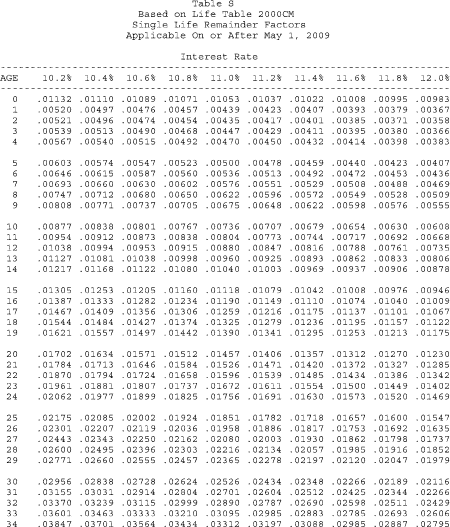 Table S
Based on Life Table 2000CM
Single Life Remainder Factors
Applicable On or After May 1, 2009
Interest Rate
AGE 10.2% 10.4% 10.6% 10.8% 11.0% 11.2% 11.4% 11.6% 11.8% 12.0%
0 .01132 .01110 .01089 .01071 .01053 .01037 .01022 .01008 .00995 .00983
1 .00520 .00497 .00476 .00457 .00439 .00423 .00407 .00393 .00379 .00367
2 .00521 .00496 .00474 .00454 .00435 .00417 .00401 .00385 .00371 .00358
3 .00539 .00513 .00490 .00468 .00447 .00429 .00411 .00395 .00380 .00366
4 .00567 .00540 .00515 .00492 .00470 .00450 .00432 .00414 .00398 .00383
5 .00603 .00574 .00547 .00523 .00500 .00478 .00459 .00440 .00423 .00407
6 .00646 .00615 .00587 .00560 .00536 .00513 .00492 .00472 .00453 .00436
7 .00693 .00660 .00630 .00602 .00576 .00551 .00529 .00508 .00488 .00469
8 .00747 .00712 .00680 .00650 .00622 .00596 .00572 .00549 .00528 .00509
9 .00808 .00771 .00737 .00705 .00675 .00648 .00622 .00598 .00576 .00555
10 .00877 .00838 .00801 .00767 .00736 .00707 .00679 .00654 .00630 .00608
11 .00954 .00912 .00873 .00838 .00804 .00773 .00744 .00717 .00692 .00668
12 .01038 .00994 .00953 .00915 .00880 .00847 .00816 .00788 .00761 .00735
13 .01127 .01081 .01038 .00998 .00960 .00925 .00893 .00862 .00833 .00806
14 .01217 .01168 .01122 .01080 .01040 .01003 .00969 .00937 .00906 .00878
15 .01305 .01253 .01205 .01160 .01118 .01079 .01042 .01008 .00976 .00946
16 .01387 .01333 .01282 .01234 .01190 .01149 .01110 .01074 .01040 .01009
17 .01467 .01409 .01356 .01306 .01259 .01216 .01175 .01137 .01101 .01067
18 .01544 .01484 .01427 .01374 .01325 .01279 .01236 .01195 .01157 .01122
19 .01621 .01557 .01497 .01442 .01390 .01341 .01295 .01253 .01213 .01175
20 .01702 .01634 .01571 .01512 .01457 .01406 .01357 .01312 .01270 .01230
21 .01784 .01713 .01646 .01584 .01526 .01471 .01420 .01372 .01327 .01285
22 .01870 .01794 .01724 .01658 .01596 .01539 .01485 .01434 .01386 .01342
23 .01961 .01881 .01807 .01737 .01672 .01611 .01554 .01500 .01449 .01402
24 .02062 .01977 .01899 .01825 .01756 .01691 .01630 .01573 .01520 .01469
25 .02175 .02085 .02002 .01924 .01851 .01782 .01718 .01657 .01600 .01547
26 .02301 .02207 .02119 .02036 .01958 .01886 .01817 .01753 .01692 .01635
27 .02443 .02343 .02250 .02162 .02080 .02003 .01930 .01862 .01798 .01737
28 .02600 .02495 .02396 .02303 .02216 .02134 .02057 .01985 .01916 .01852
29 .02771 .02660 .02555 .02457 .02365 .02278 .02197 .02120 .02047 .01979
30 .02956 .02838 .02728 .02624 .02526 .02434 .02348 .02266 .02189 .02116
31 .03155 .03031 .02914 .02804 .02701 .02604 .02512 .02425 .02344 .02266
32 .03370 .03239 .03115 .02999 .02890 .02787 .02690 .02598 .02511 .02429
33 .03601 .03463 .03333 .03210 .03095 .02985 .02883 .02785 .02693 .02606
34 .03847 .03701 .03564 .03434 .03312 .03197 .03088 .02985 .02887 .02795